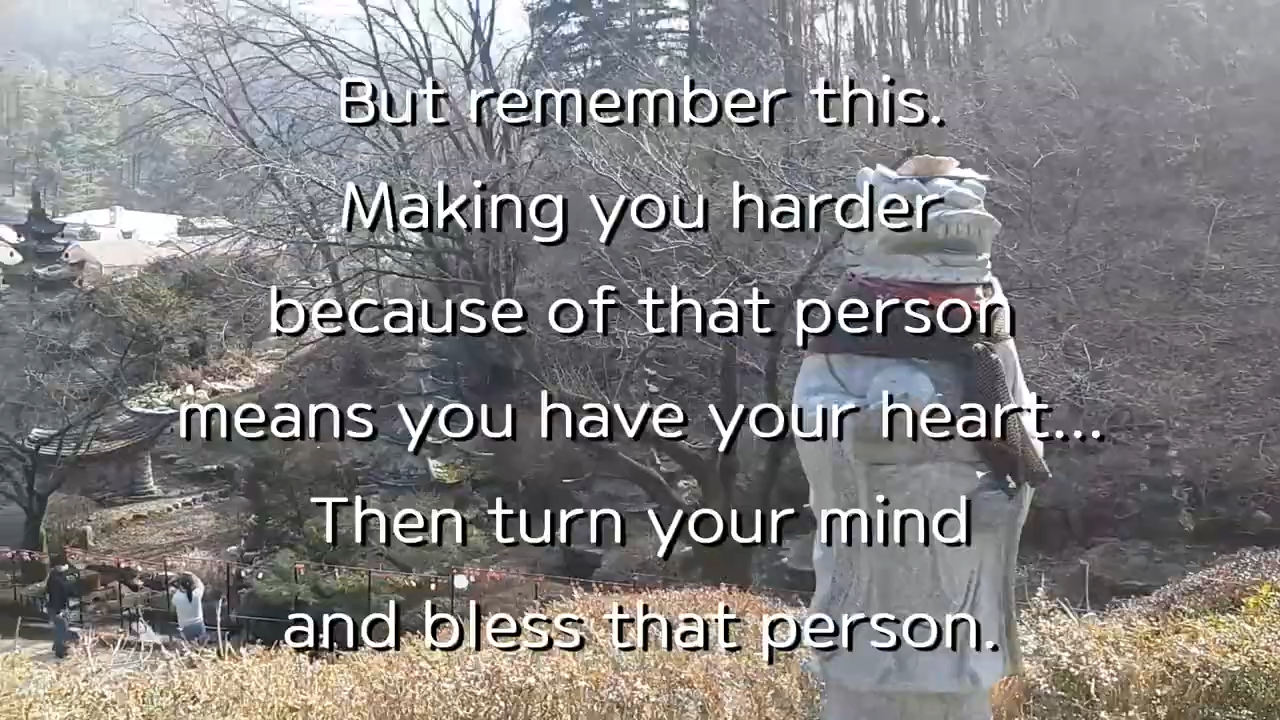 But remember this.
Making you harder
because of that person
means you have your heart...
Then turn your mind
and bless that person.